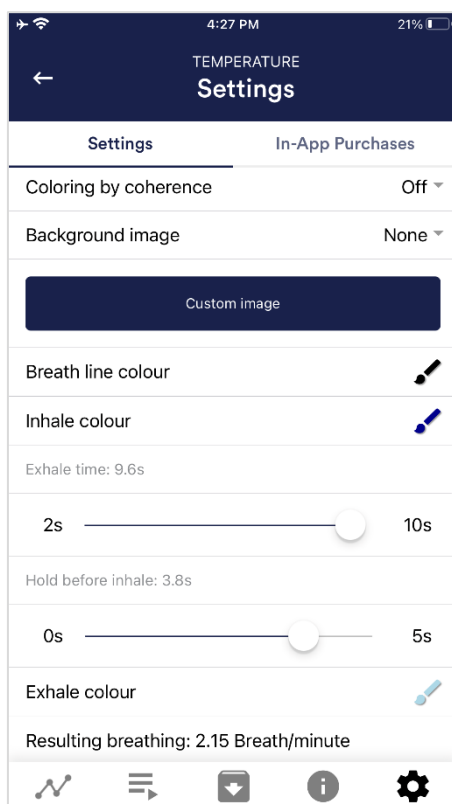 4:27 PM
21%
TEMPERATURE
Settings
Settings In-App Purchases
Coloring by coherence Off
Background image None
Custom image
Breath line colour
Inhale colour
Exhale time: 9.6s
2s 10s
Hold before inhale: 3.8s
0s 5s
Exhale colour
Resulting breathing: 2.15 Breath/minute